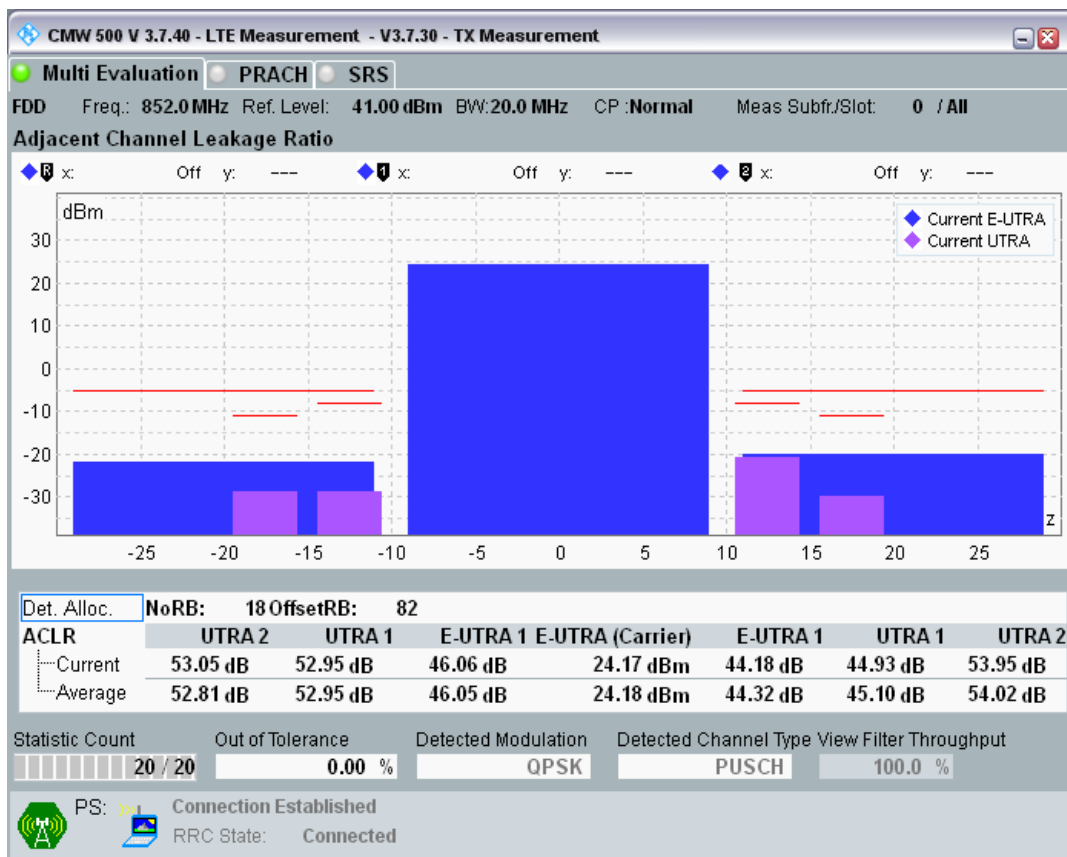 CMW 500 V 3.7.40 - LTE Measurement - V3.7.30 - TX Measurement
Multi Evaluation PRACH SRS
FDD Freq.: 852.0 MHz Ref. Level: 41.00 dBm BW:20.0 MHz CP :Normal Meas Subfr./Slot: 0 / All
Adjacent Channel Leakage Ratio
R x: Off y: --- 1 x: Off y: --- 2 x: Off y: ---
dBm
Current E-UTRA
Current UTRA
30
20
10
0
-10
-20
-30
z
-25 -20 -15 -10 -5 0 5 10 15 20 25
Det. Alloc. NoRB: 18 OffsetRB: 82
ACLR UTRA 2 UTRA 1 E-UTRA 1 E-UTRA (Carrier) E-UTRA 1 UTRA 1 UTRA 2
Current 53.05 dB 52.95 dB 46.06 dB 24.17 dBm 44.18 dB 44.93 dB 53.95 dB
Average 52.81 dB 52.95 dB 46.05 dB 24.18 dBm 44.32 dB 45.10 dB 54.02 dB
Statistic Count Out of Tolerance Detected Modulation Detected Channel Type View Filter Throughput
20 / 20 0.00 % QPSK PUSCH 100.0 %
PS: Connection Established
RRC State: Connected